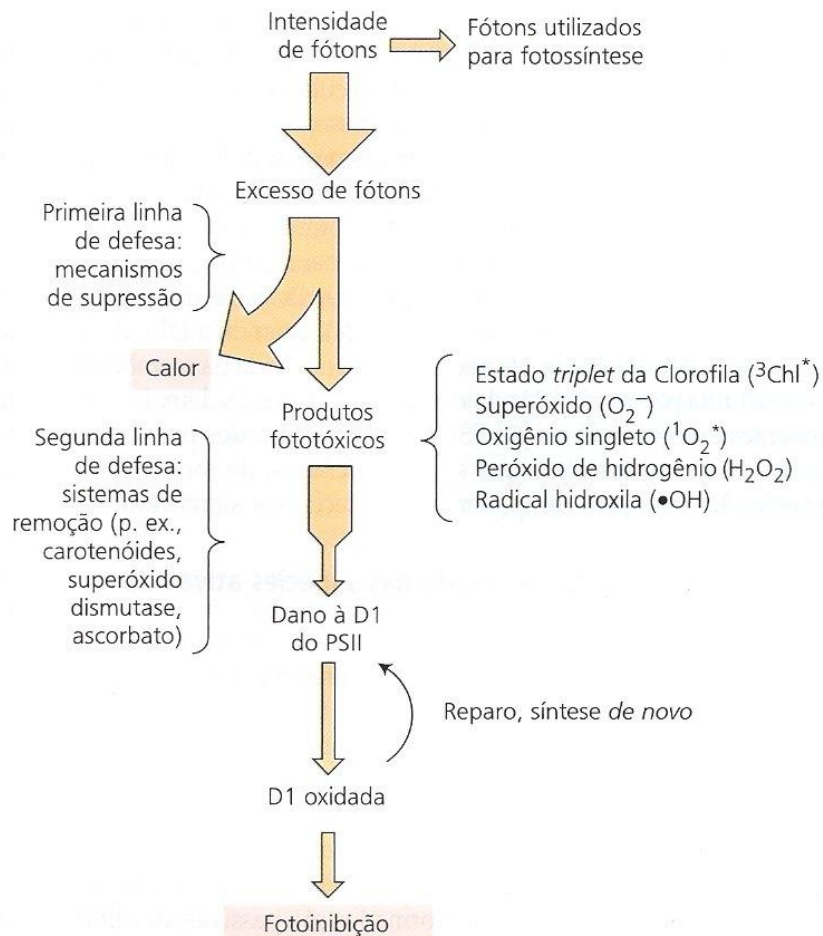 Intensidade
de fótons
Fótons utilizados
para fotossíntese
Excesso de fótons
Primeira linha
de defesa:
mecanismos
de supressão
Calor
Produtos
fototóxicos
Estado triplet da Clorofila (³Chl*)
Superóxido (O₂⁻)
Oxigênio singleto (¹O₂*)
Peróxido de hidrogênio (H₂O₂)
Radical hidroxila (•OH)
Segunda linha
de defesa:
sistemas de
remoção (p. ex.,
carotenóides,
superóxido
dismutase,
ascorbato)
Dano à D1
do PSII
Reparo, síntese de novo
D1 oxidada
Fotoinibição